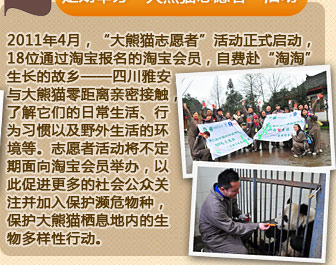 2011年4月，“大熊猫志愿者”活动正式启动，
18位通过淘宝报名的淘宝会员，自费赴“淘淘”
生长的故乡——四川雅安
与大熊猫零距离亲密接触，
了解它们的日常生活、行
为习惯以及野外生活的环
境等。志愿者活动将不定
期面向淘宝会员举办，以
此促进更多的社会公众关
注并加入保护濒危物种，
保护大熊猫栖息地内的生
物多样性行动。